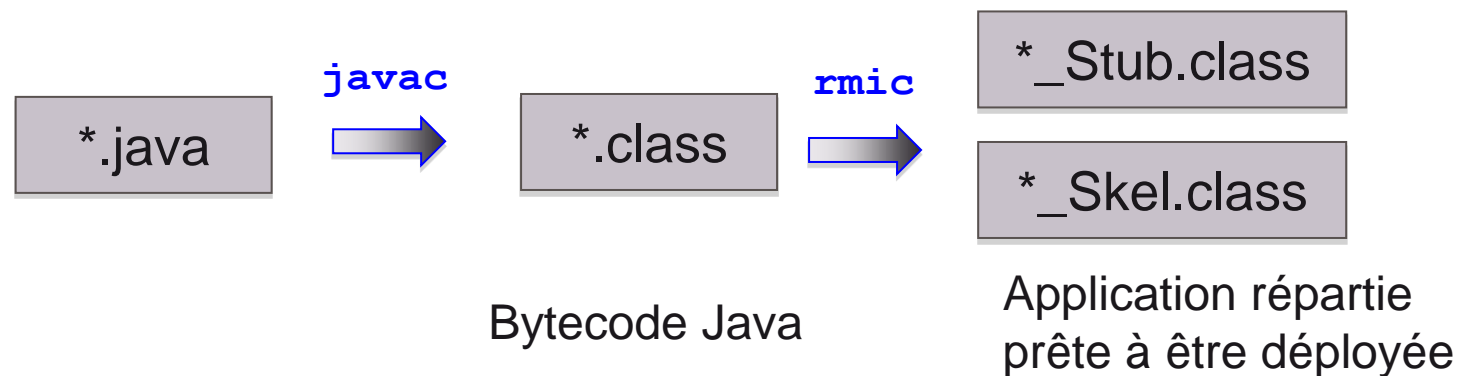 *.java
javac
*.class
rmic
*_Stub.class
*_Skel.class
Bytecode Java
Application répartie
prête à être déployée